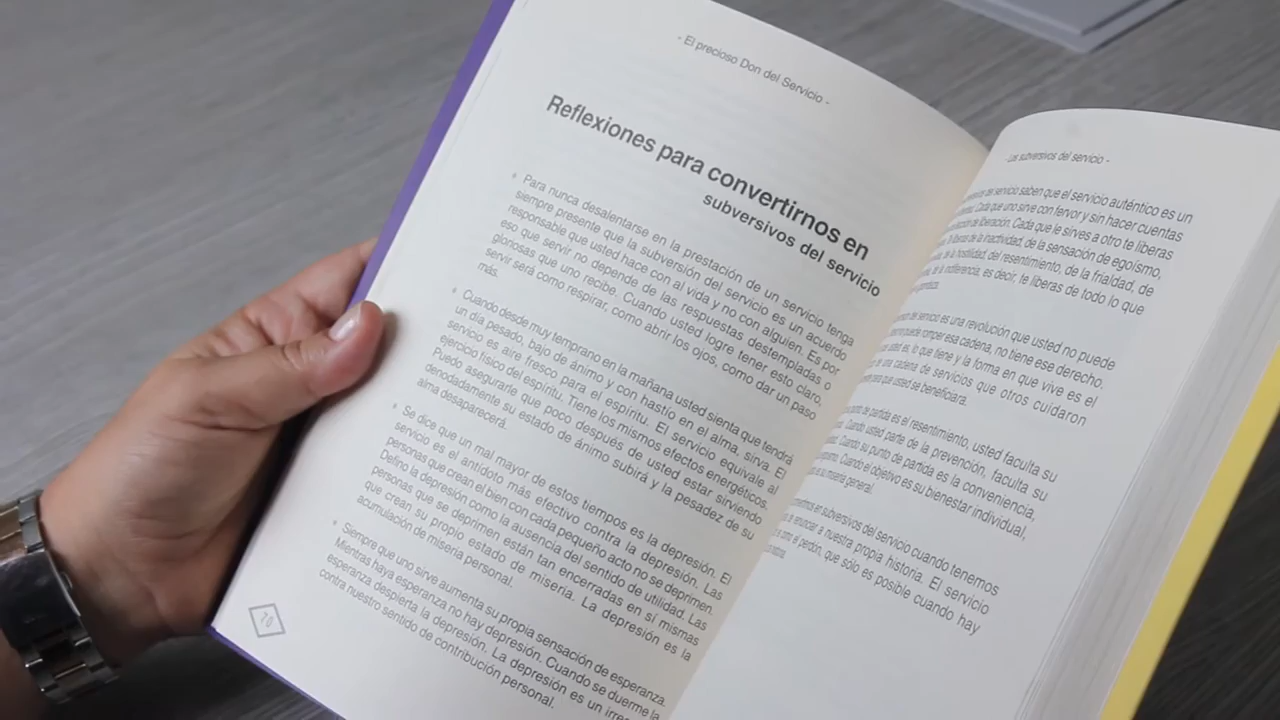 - El precioso Don del Servicio -
Reflexiones para convertirnos en
subversivos del servicio
Para nunca desalentarse en la prestación de un servicio tenga
siempre presente que la subversión del servicio es un acuerdo
responsable que usted hace con al vida y no con alguien. Es por
eso que servir no depende de las respuestas destempladas o
gloriosas que uno recibe. Cuando usted logre tener esto claro,
servir será como respirar, como abrir los ojos, como dar un paso
más.
Cuando desde muy temprano en la mañana usted sienta que tendrá
un día pesado, bajo de ánimo y con hastío en el alma, sirva. El
servicio es aire fresco para el espíritu. El servicio equivale al
ejercicio físico del espíritu. Tiene los mismos efectos energéticos.
Puedo asegurarle que poco después de usted estar sirviendo
denodadamente su estado de ánimo subirá y la pesadez de su
alma desaparecerá.
Se dice que un mal mayor de estos tiempos es la depresión. El
servicio es el antídoto más efectivo contra la depresión. Las
personas que crean el bien con cada pequeño acto no se deprimen.
Defino la depresión como la ausencia del sentido de utilidad. Las
personas que se deprimen están tan encerradas en sí mismas
que crean su propio estado de miseria. La depresión es la
acumulación de miseria personal.
Siempre que uno sirve aumenta su propia sensación de esperanza.
Mientras haya esperanza no hay depresión. Cuando se duerme la
esperanza despierta la depresión. La depresión es un
contra nuestro sentido de contribución personal.
70
- Los subversivos del servicio -
del servicio saben que el servicio auténtico es un
Cada que uno sirve con fervor y sin hacer cuentas
de liberación. Cada que le sirves a otro te liberas
liberas de la inactividad, de la sensación de egoísmo,
de la hostilidad, del resentimiento, de la frialdad, de
de la indiferencia, es decir, te liberas de todo lo que
del servicio es una revolución que usted no puede
puede romper esa cadena, no tiene ese derecho.
usted es, lo que tiene y la forma en que vive es el
una cadena de servicios que otros cuidaron
para que usted se beneficiara.
punto de partida es el resentimiento, usted faculta su
Cuando usted parte de la prevención, faculta su
Cuando su punto de partida es la conveniencia,
Cuando el objetivo es su bienestar individual,
su miseria general.
en subversivos del servicio cuando tenemos
a renunciar a nuestra propia historia. El servicio
otro el perdón, que sólo es posible cuando hay